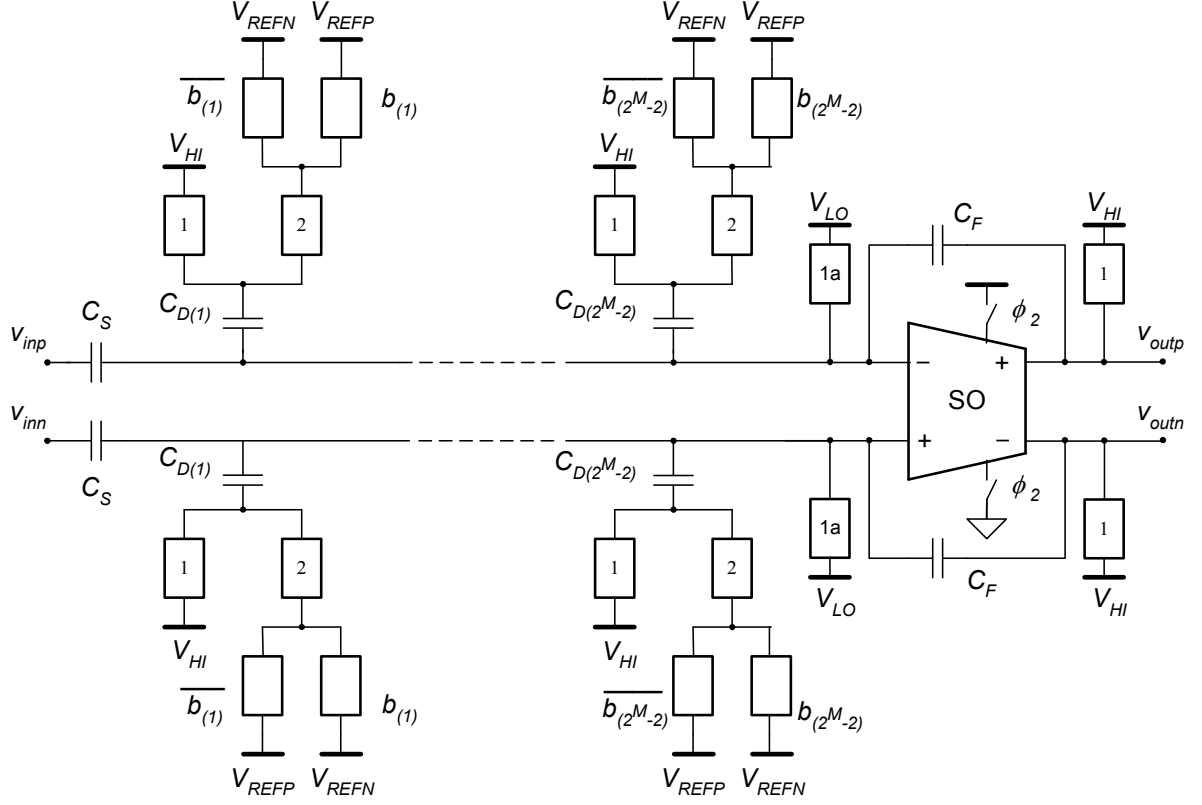 V_REFN V_REFP V_REFN V_REFP
b_(1) b_(1) b_(2^M-2) b_(2^M-2)
V_HI V_HI
1 2 1 2
V_LO C_F V_HI
1a 1
C_S C_D(1) C_D(2^M-2) ϕ_2
v_inp − + v_outp
SO
v_inn + − v_outn
C_S C_D(1) C_D(2^M-2) ϕ_2
1 2 1 2 1a 1
C_F
V_LO V_HI
V_HI V_HI
b_(1) b_(1) b_(2^M-2) b_(2^M-2)
V_REFP V_REFN V_REFP V_REFN